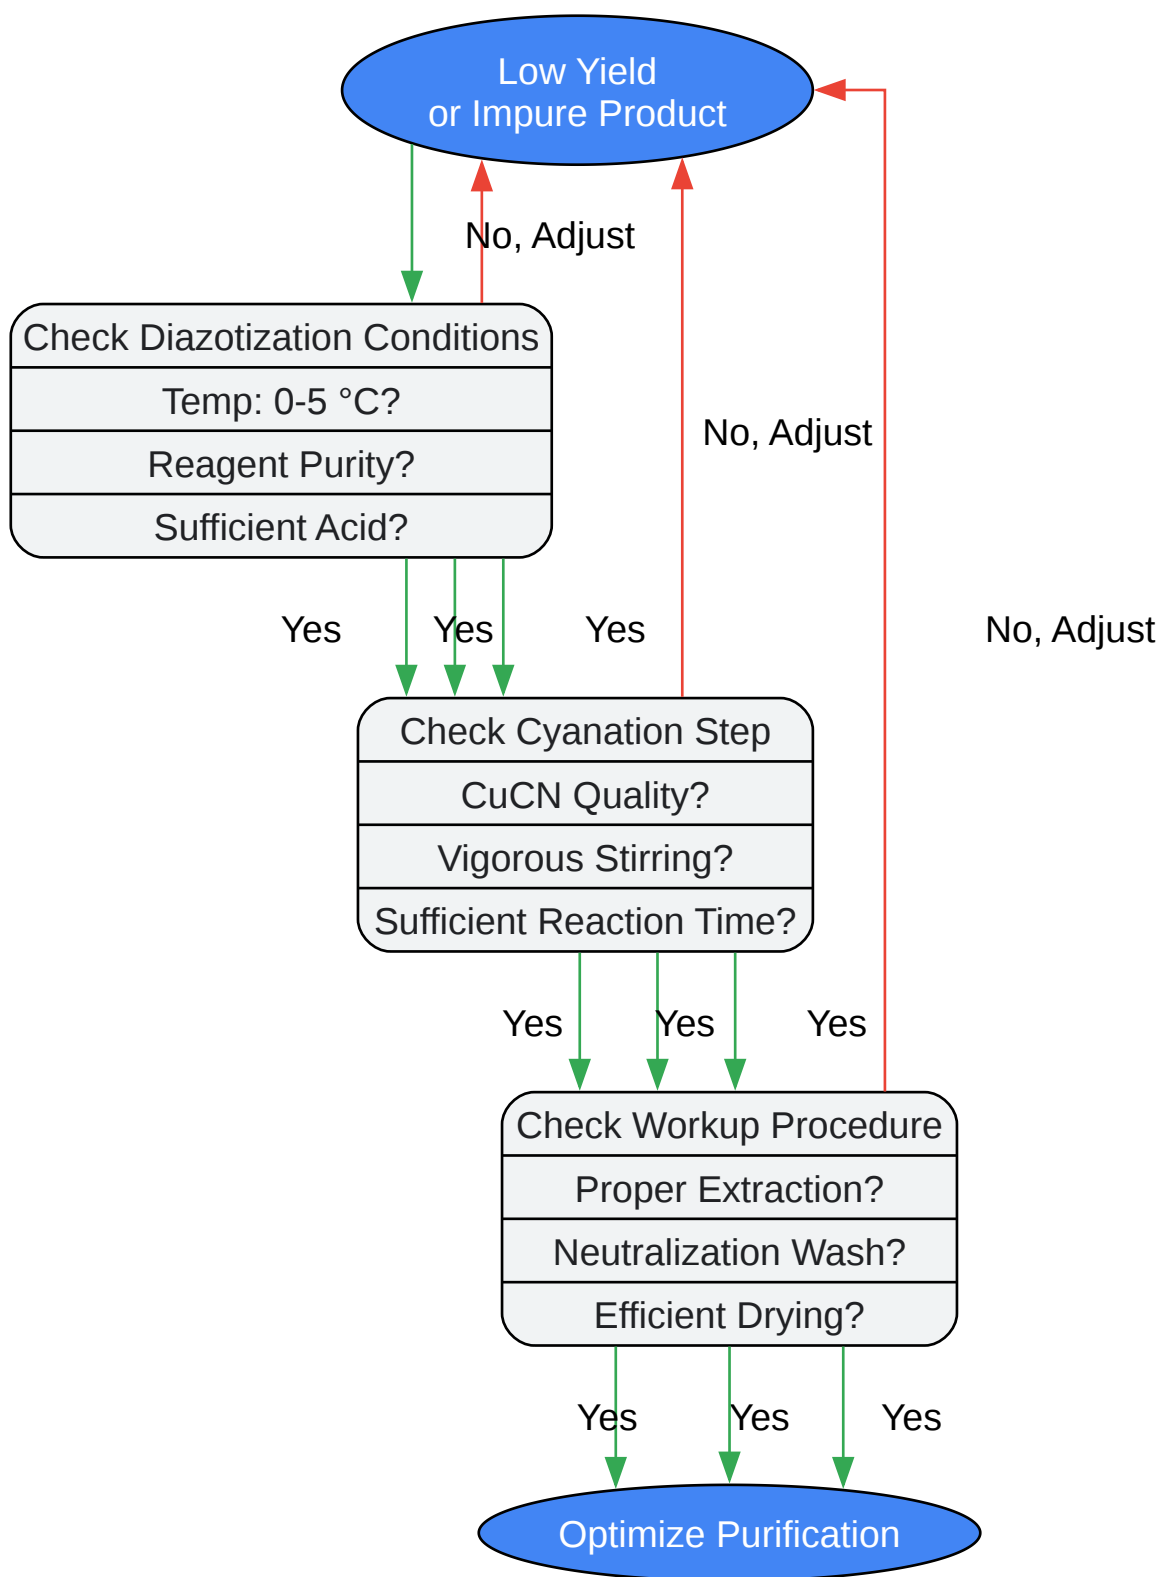 Low Yield
or Impure Product
No, Adjust
Check Diazotization Conditions
Temp: 0-5 °C?
Reagent Purity?
Sufficient Acid?
No, Adjust
Yes
Yes
Yes
No, Adjust
Check Cyanation Step
CuCN Quality?
Vigorous Stirring?
Sufficient Reaction Time?
Yes
Yes
Yes
Check Workup Procedure
Proper Extraction?
Neutralization Wash?
Efficient Drying?
Yes
Yes
Yes
Optimize Purification